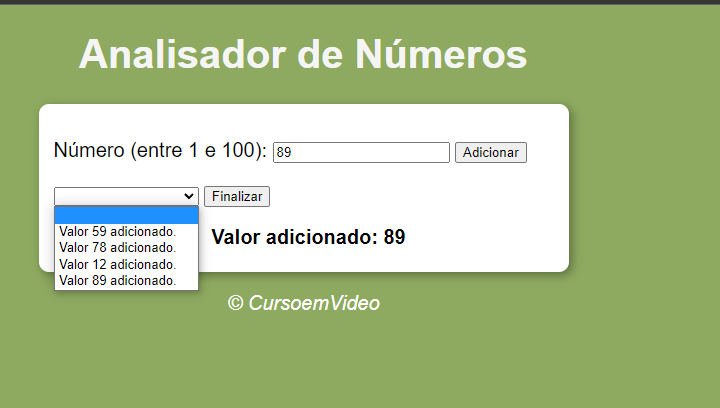 Analisador de Números
Número (entre 1 e 100): 89 Adicionar
Finalizar
Valor 59 adicionado.
Valor 78 adicionado.
Valor 12 adicionado.
Valor 89 adicionado.
Valor adicionado: 89
© CursoemVideo